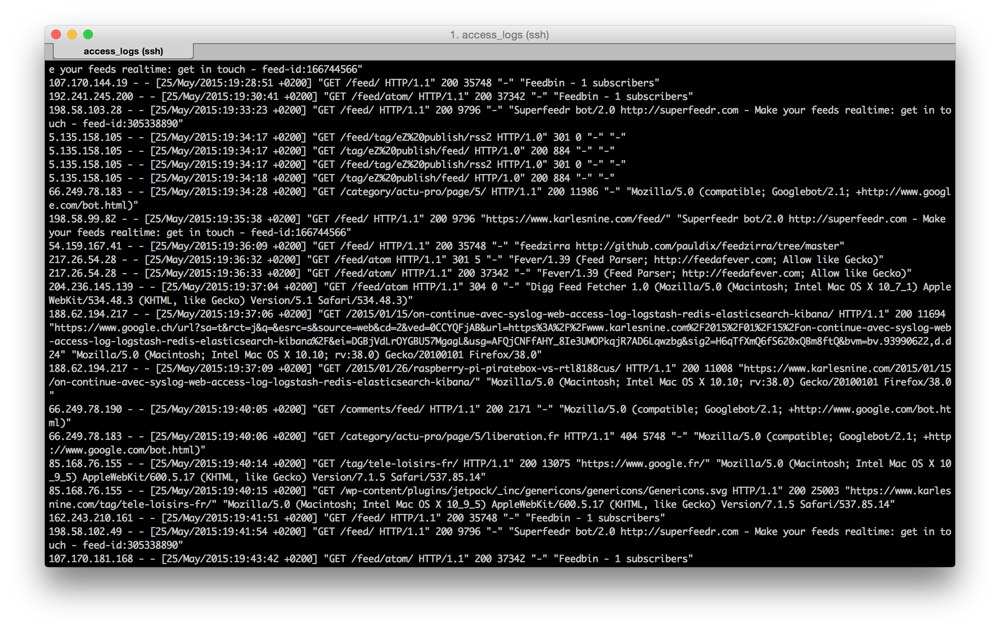 1. access_logs (ssh)
access_logs (ssh)
e your feeds realtime: get in touch - feed-id:166744566"
107.170.144.19 - - [25/May/2015:19:28:51 +0200] "GET /feed/ HTTP/1.1" 200 35748 "-" "Feedbin - 1 subscribers"
192.241.245.200 - - [25/May/2015:19:30:41 +0200] "GET /feed/atom/ HTTP/1.1" 200 37342 "-" "Feedbin - 1 subscribers"
198.58.103.28 - - [25/May/2015:19:33:23 +0200] "GET /feed/ HTTP/1.1" 200 9796 "-" "Superfeedr bot/2.0 http://superfeedr.com - Make your feeds realtime: get in to
uch - feed-id:305338890"
5.135.158.105 - - [25/May/2015:19:34:17 +0200] "GET /feed/tag/eZ%20publish/rss2 HTTP/1.0" 301 0 "-" "-"
5.135.158.105 - - [25/May/2015:19:34:17 +0200] "GET /tag/eZ%20publish/feed/ HTTP/1.0" 200 884 "-" "-"
5.135.158.105 - - [25/May/2015:19:34:17 +0200] "GET /feed/tag/eZ%20publish/rss2 HTTP/1.0" 301 0 "-" "-"
5.135.158.105 - - [25/May/2015:19:34:18 +0200] "GET /tag/eZ%20publish/feed/ HTTP/1.0" 200 884 "-" "-"
66.249.78.183 - - [25/May/2015:19:34:28 +0200] "GET /category/actu-pro/page/5/ HTTP/1.1" 200 11986 "-" "Mozilla/5.0 (compatible; Googlebot/2.1; +http://www.googl
e.com/bot.html)"
198.58.99.82 - - [25/May/2015:19:35:38 +0200] "GET /feed/ HTTP/1.1" 200 9796 "https://www.karlesnine.com/feed/" "Superfeedr bot/2.0 http://superfeedr.com - Make
your feeds realtime: get in touch - feed-id:166744566"
54.159.167.41 - - [25/May/2015:19:36:09 +0200] "GET /feed/ HTTP/1.1" 200 35748 "-" "feedzirra http://github.com/pauldix/feedzirra/tree/master"
217.26.54.28 - - [25/May/2015:19:36:32 +0200] "GET /feed/atom HTTP/1.1" 301 5 "-" "Fever/1.39 (Feed Parser; http://feedafever.com; Allow like Gecko)"
217.26.54.28 - - [25/May/2015:19:36:33 +0200] "GET /feed/atom/ HTTP/1.1" 200 37342 "-" "Fever/1.39 (Feed Parser; http://feedafever.com; Allow like Gecko)"
204.236.145.139 - - [25/May/2015:19:37:04 +0200] "GET /feed/atom HTTP/1.1" 304 0 "-" "Digg Feed Fetcher 1.0 (Mozilla/5.0 (Macintosh; Intel Mac OS X 10_7_1) Apple
WebKit/534.48.3 (KHTML, like Gecko) Version/5.1 Safari/534.48.3)"
188.62.194.217 - - [25/May/2015:19:37:06 +0200] "GET /2015/01/15/on-continue-avec-syslog-web-access-log-logstash-redis-elasticsearch-kibana/ HTTP/1.1" 200 11694
"https://www.google.ch/url?sa=t&rct=j&q=&esrc=s&source=web&cd=2&ved=0CCYQFjAB&url=https%3A%2F%2Fwww.karlesnine.com%2F2015%2F01%2F15%2Fon-continue-avec-syslog-web
-access-log-logstash-redis-elasticsearch-kibana%2F&ei=DGBjVdLrOYGBU57MgagL&usg=AFQjCNFfAHY_8Ie3UMOPkqjR7AD6Lqwzbg&sig2=H6qTfXmQ6fS620xQBm8ftQ&bvm=bv.93990622,d.d
24" "Mozilla/5.0 (Macintosh; Intel Mac OS X 10.10; rv:38.0) Gecko/20100101 Firefox/38.0"
188.62.194.217 - - [25/May/2015:19:37:09 +0200] "GET /2015/01/26/raspberry-pi-piratebox-vs-rtl8188cus/ HTTP/1.1" 200 11008 "https://www.karlesnine.com/2015/01/15
/on-continue-avec-syslog-web-access-log-logstash-redis-elasticsearch-kibana/" "Mozilla/5.0 (Macintosh; Intel Mac OS X 10.10; rv:38.0) Gecko/20100101 Firefox/38.0
"
66.249.78.190 - - [25/May/2015:19:40:05 +0200] "GET /comments/feed/ HTTP/1.1" 200 2171 "-" "Mozilla/5.0 (compatible; Googlebot/2.1; +http://www.google.com/bot.ht
ml)"
66.249.78.183 - - [25/May/2015:19:40:06 +0200] "GET /category/actu-pro/page/5/liberation.fr HTTP/1.1" 404 5748 "-" "Mozilla/5.0 (compatible; Googlebot/2.1; +http
://www.google.com/bot.html)"
85.168.76.155 - - [25/May/2015:19:40:14 +0200] "GET /tag/tele-loisirs-fr/ HTTP/1.1" 200 13075 "https://www.google.fr/" "Mozilla/5.0 (Macintosh; Intel Mac OS X 10
_9_5) AppleWebKit/600.5.17 (KHTML, like Gecko) Version/7.1.5 Safari/537.85.14"
85.168.76.155 - - [25/May/2015:19:40:15 +0200] "GET /wp-content/plugins/jetpack/_inc/genericons/genericons/Genericons.svg HTTP/1.1" 200 25003 "https://www.karles
nine.com/tag/tele-loisirs-fr/" "Mozilla/5.0 (Macintosh; Intel Mac OS X 10_9_5) AppleWebKit/600.5.17 (KHTML, like Gecko) Version/7.1.5 Safari/537.85.14"
162.243.210.161 - - [25/May/2015:19:41:51 +0200] "GET /feed/ HTTP/1.1" 200 35748 "-" "Feedbin - 1 subscribers"
198.58.102.49 - - [25/May/2015:19:41:54 +0200] "GET /feed/ HTTP/1.1" 200 9796 "-" "Superfeedr bot/2.0 http://superfeedr.com - Make your feeds realtime: get in to
uch - feed-id:305338890"
107.170.181.168 - - [25/May/2015:19:43:42 +0200] "GET /feed/atom/ HTTP/1.1" 200 37342 "-" "Feedbin - 1 subscribers"